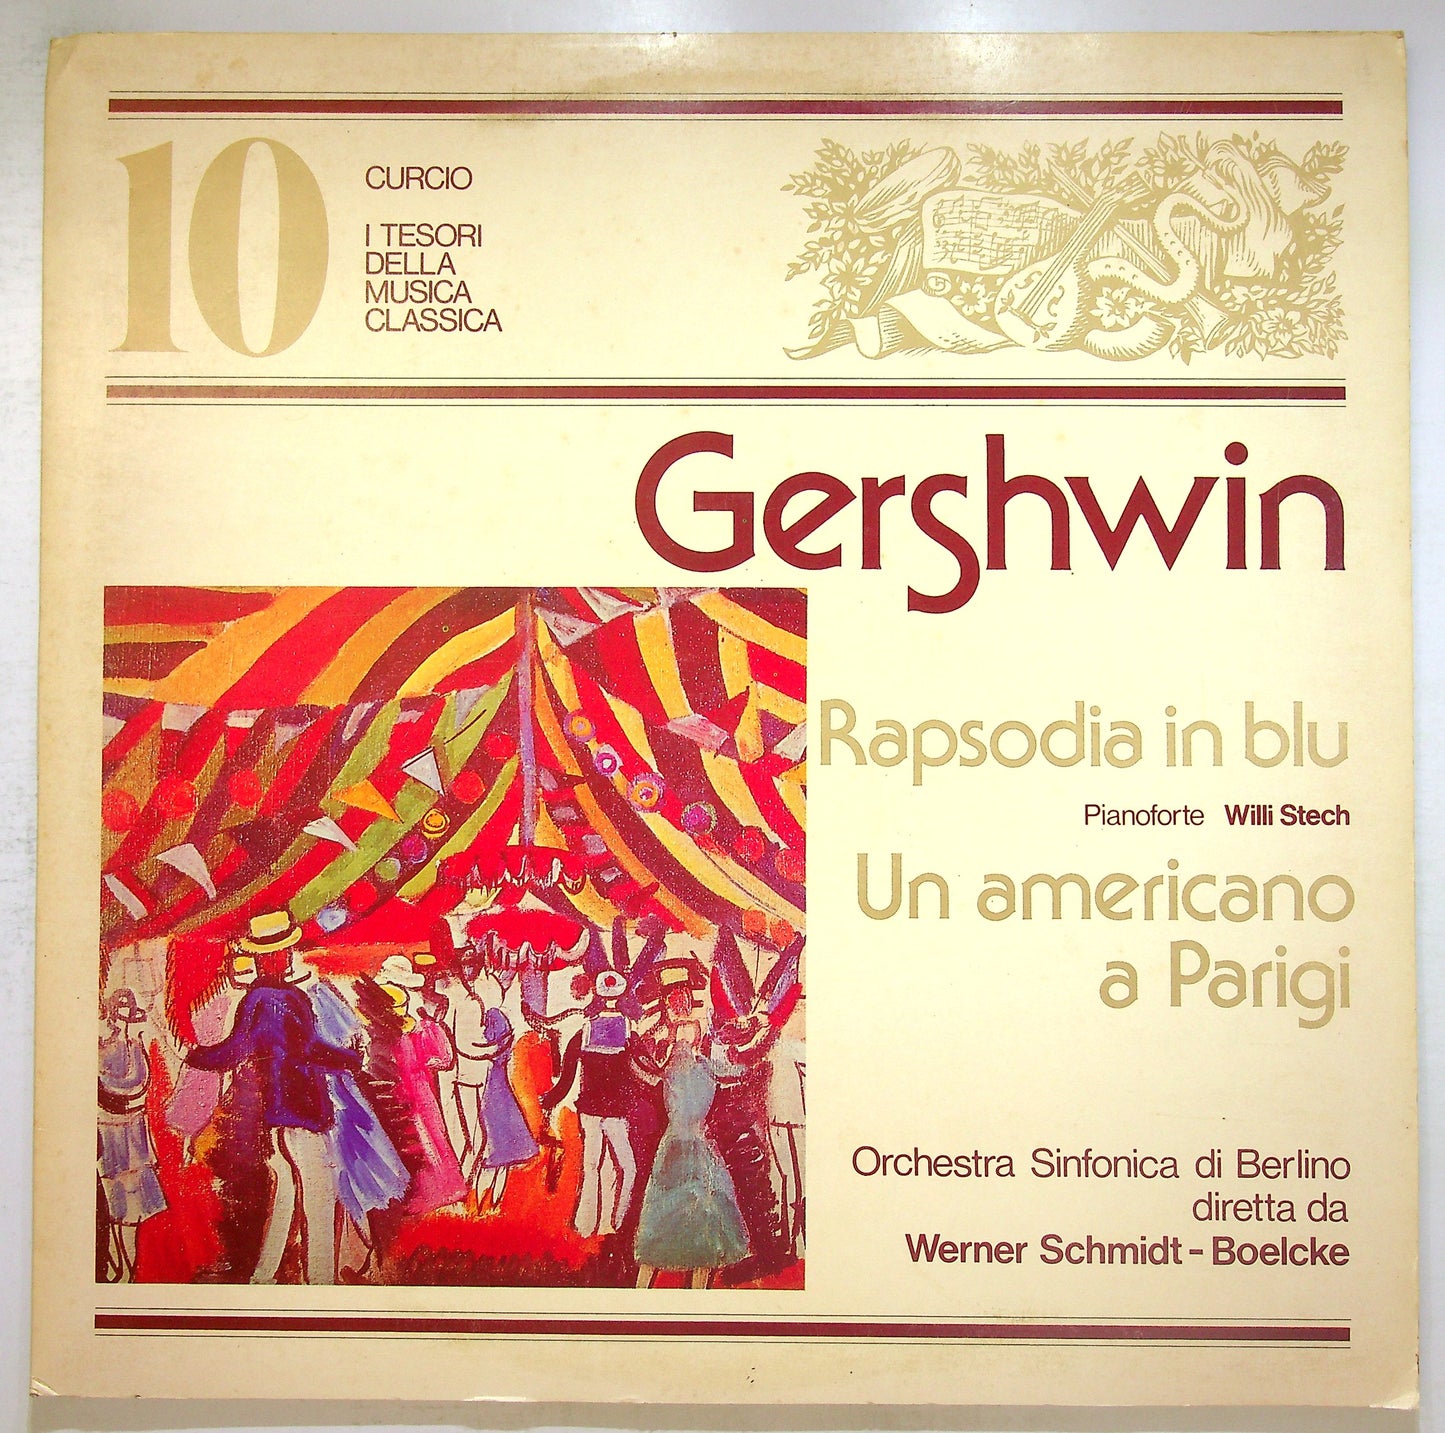 10
CURCIO
I TESORI
DELLA
MUSICA
CLASSICA
Gershwin
Rapsodia in blu
Pianoforte Willi Stech
Un americano
a Parigi
Orchestra Sinfonica di Berlino
diretta da
Werner Schmidt-Boelcke